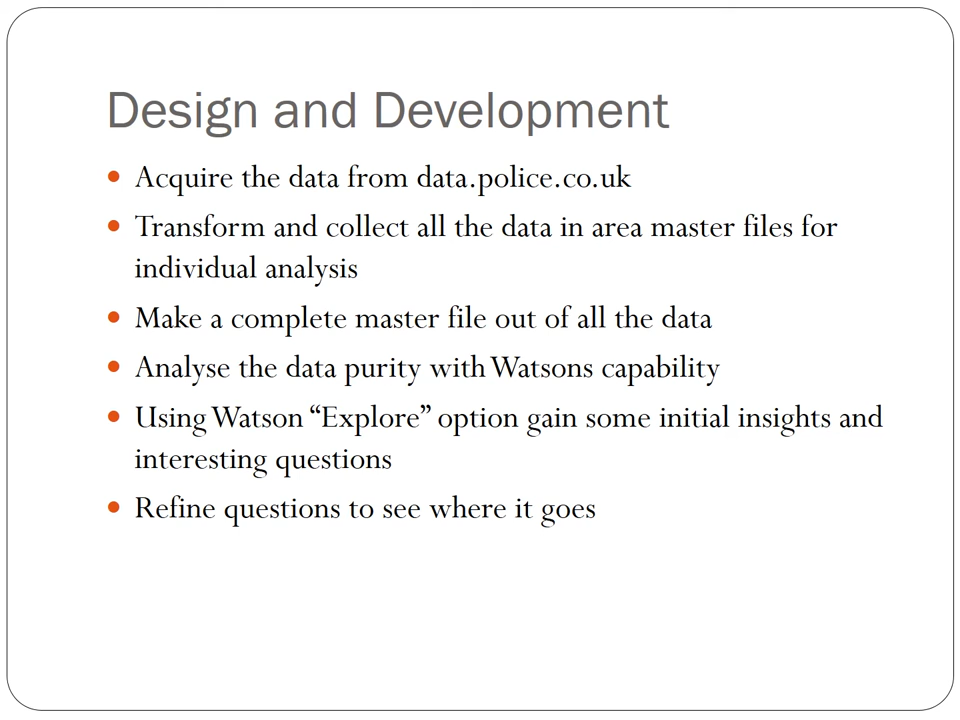 Design and Development
Acquire the data from data.police.co.uk
Transform and collect all the data in area master files for
individual analysis
Make a complete master file out of all the data
Analyse the data purity with Watsons capability
Using Watson “Explore” option gain some initial insights and
interesting questions
Refine questions to see where it goes